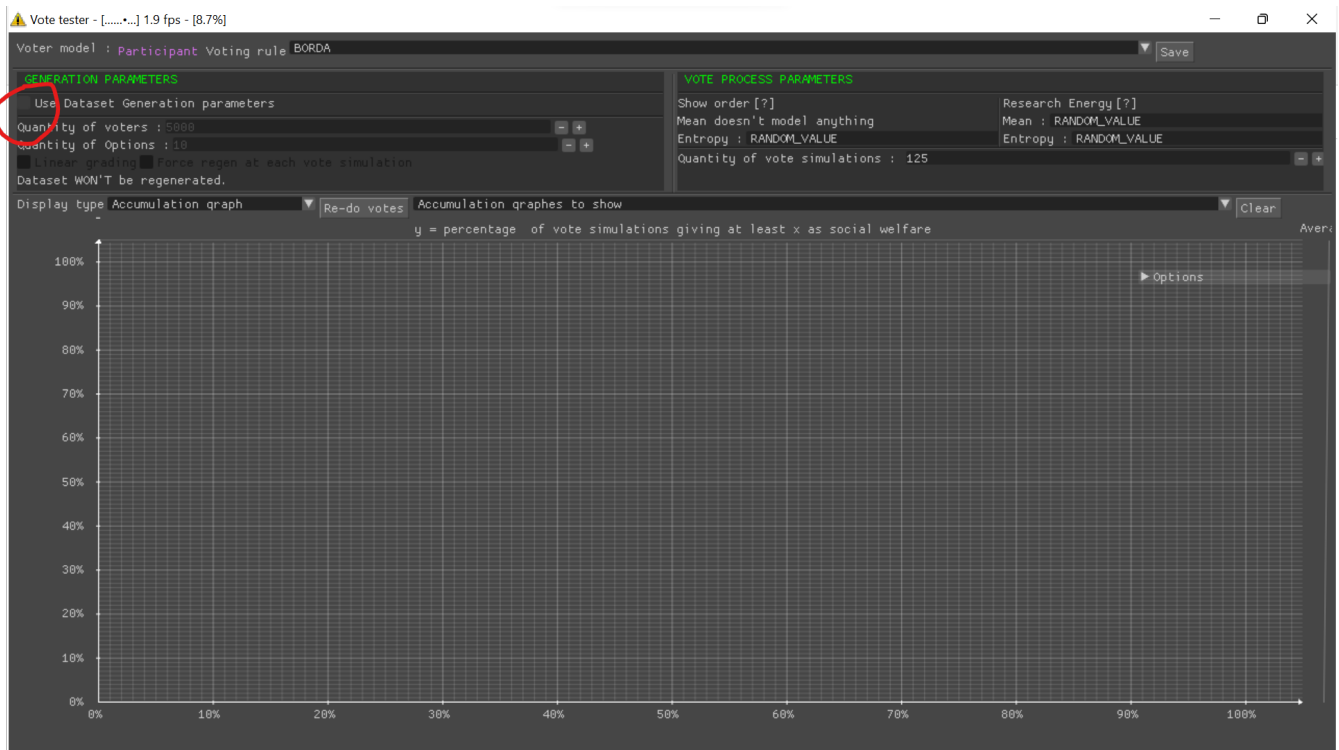 Vote tester - [......•...] 1.9 fps - [8.7%]
Voter model : Participant Voting rule BORDA Save
GENERATION PARAMETERS
Use Dataset Generation parameters
Quantity of voters : 5000 - +
Quantity of Options : 10 - +
Linear grading Force regen at each vote simulation
Dataset WON'T be regenerated.
VOTE PROCESS PARAMETERS
Show order [?]
Mean doesn't model anything
Entropy : RANDOM_VALUE
Research Energy [?]
Mean : RANDOM_VALUE
Entropy : RANDOM_VALUE
Quantity of vote simulations : 125 - +
Display type Accumulation graph Re-do votes Accumulation graphes to show Clear
y = percentage of vote simulations giving at least x as social welfare
Avera
Options
100%
90%
80%
70%
60%
50%
40%
30%
20%
10%
0%
0% 10% 20% 30% 40% 50% 60% 70% 80% 90% 100%